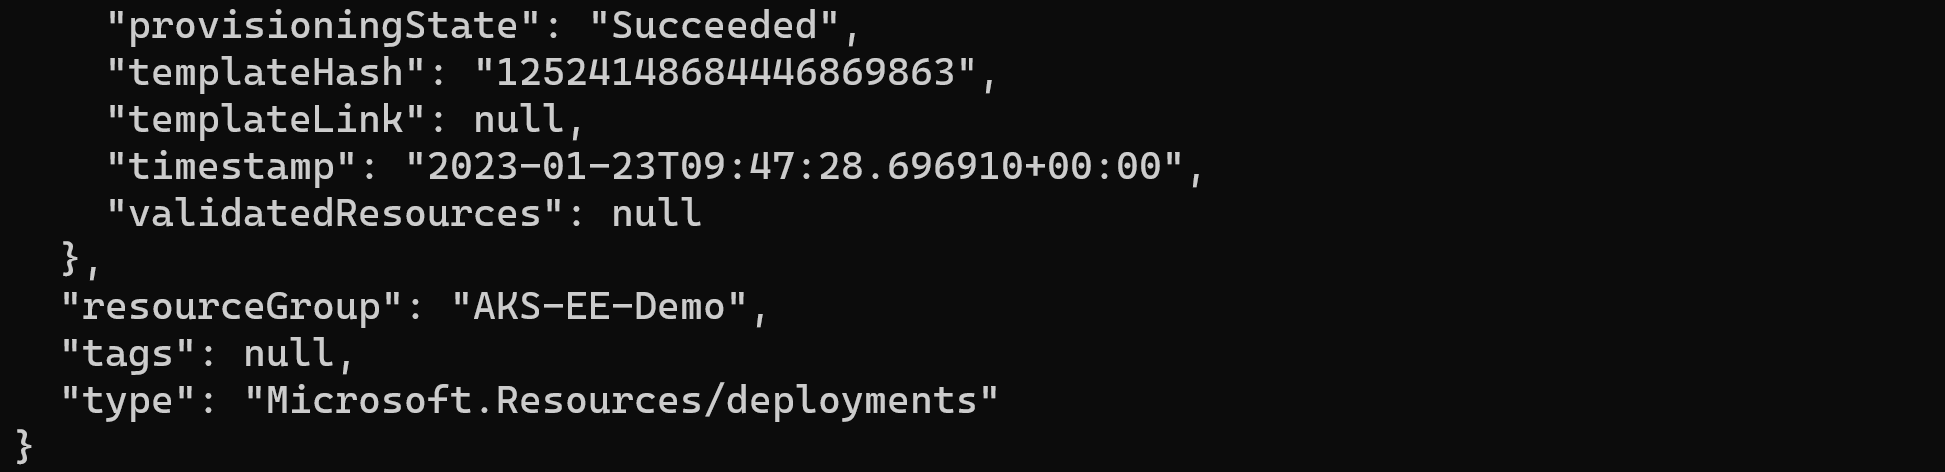 "provisioningState": "Succeeded",
"templateHash": "12524148684446869863",
"templateLink": null,
"timestamp": "2023-01-23T09:47:28.696910+00:00",
"validatedResources": null
},
"resourceGroup": "AKS-EE-Demo",
"tags": null,
"type": "Microsoft.Resources/deployments"
}